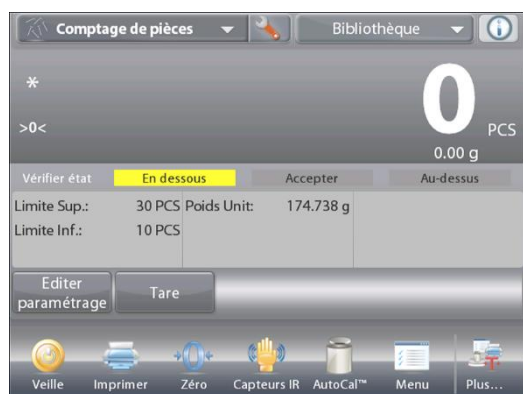 Comptage de pièces Bibliothèque
*
0
>0< PCS
0.00 g
Vérifier état En dessous Accepter Au-dessus
Limite Sup.: 30 PCS Poids Unit: 174.738 g
Limite Inf.: 10 PCS
Editer
paramétrage
Tare
Veille Imprimer Zéro Capteurs IR AutoCal™ Menu Plus...